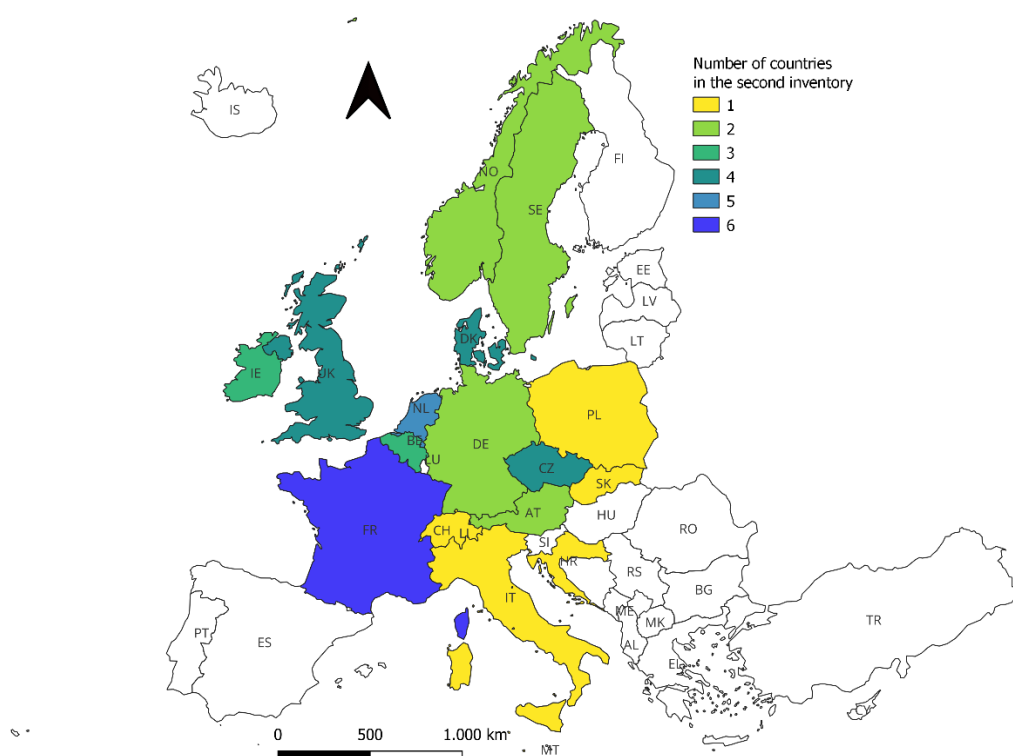 Number of countries
in the second inventory
1
2
3
4
5
6
IS
FI
NO
SE
EE
LV
LT
DK
IE
UK
NL
PL
BE
DE
LU
CZ
SK
FR
AT
HU
CH
LI
SI
RO
HR
RS
IT
BG
ME
MK
TR
PT
ES
AL
EL
0
500
1.000 km
MT